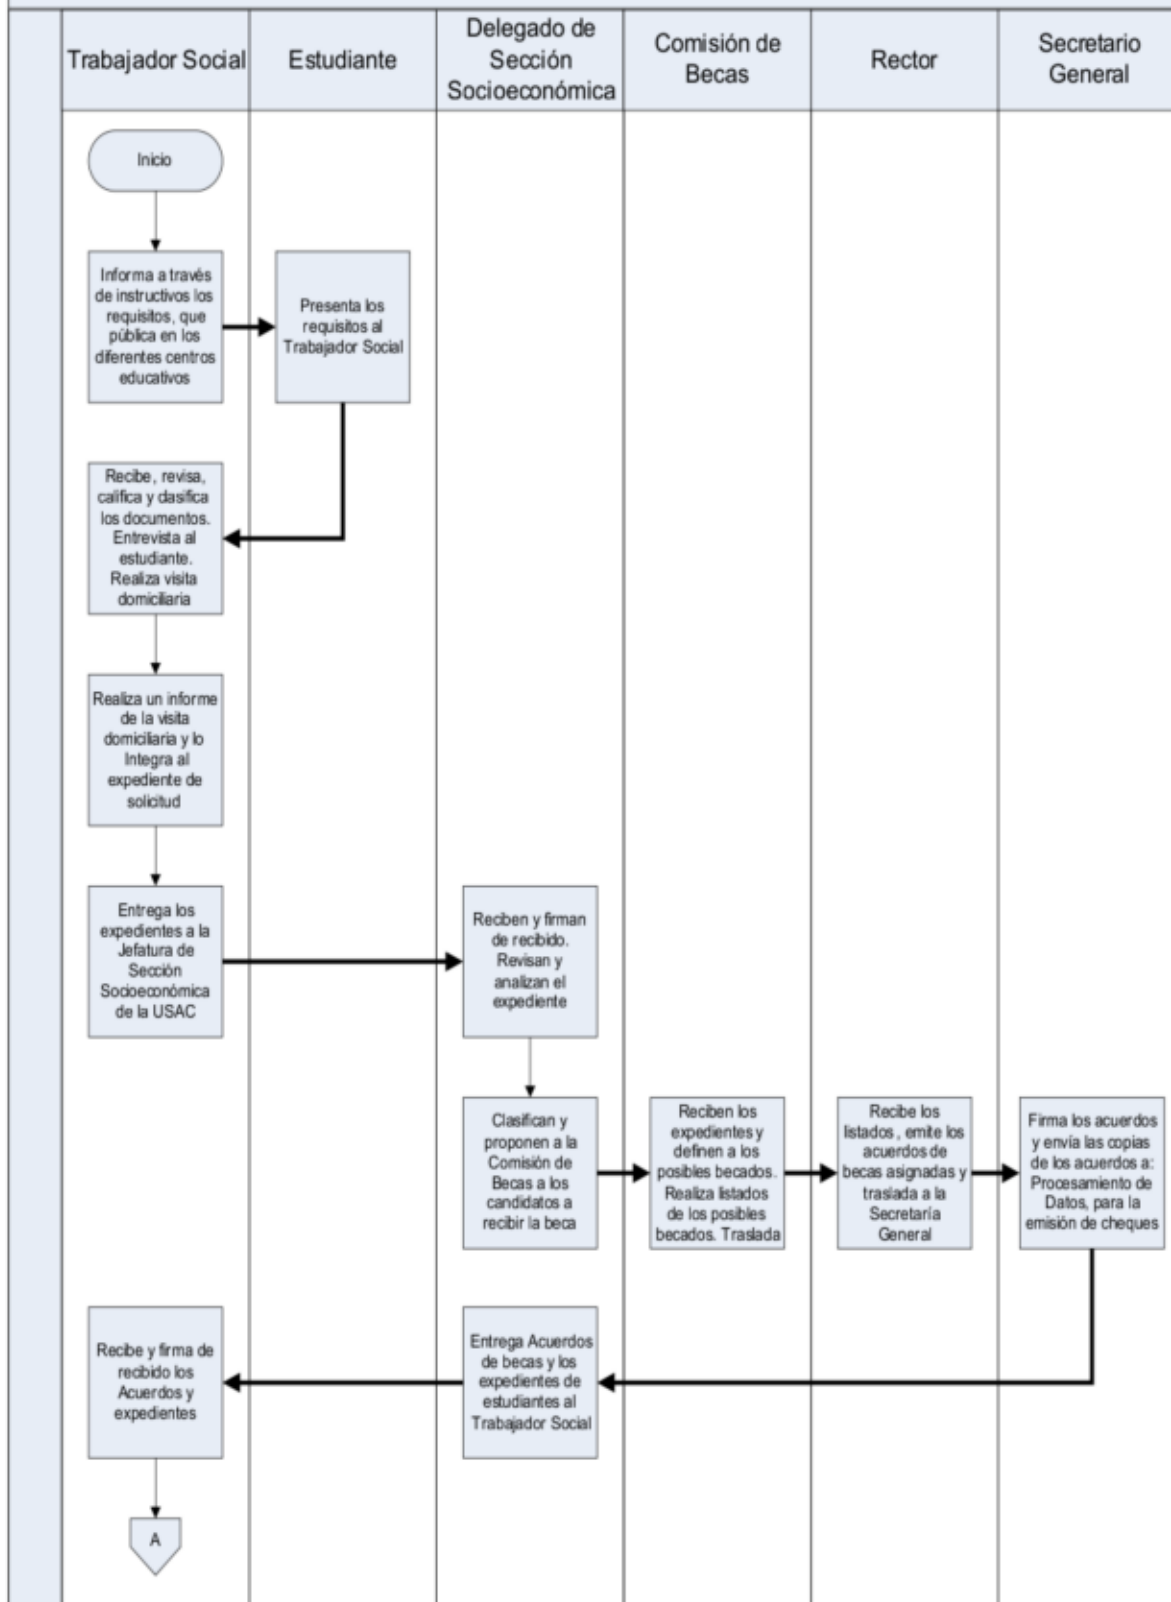 Trabajador Social
Estudiante
Delegado de
Sección
Socioeconómica
Comisión de
Becas
Rector
Secretario
General
Inicio
Informa a través
de instructivos los
requisitos, que
pública en los
diferentes centros
educativos
Presenta los
requisitos al
Trabajador Social
Recibe, revisa,
califica y clasifica
los documentos.
Entrevista al
estudiante.
Realiza visita
domiciliaria
Realiza un informe
de la visita
domiciliaria y lo
Integra al
expediente de
solicitud
Entrega los
expedientes a la
Jefatura de
Sección
Socioeconómica
de la USAC
Reciben y firman
de recibido.
Revisan y
analizan el
expediente
Clasifican y
proponen a la
Comisión de
Becas a los
candidatos a
recibir la beca
Reciben los
expedientes y
definen a los
posibles becados.
Realiza listados
de los posibles
becados. Traslada
Recibe los
listados , emite los
acuerdos de
becas asignadas y
traslada a la
Secretaría
General
Firma los acuerdos
y envía las copias
de los acuerdos a:
Procesamiento de
Datos, para la
emisión de cheques
Entrega Acuerdos
de becas y los
expedientes de
estudiantes al
Trabajador Social
Recibe y firma de
recibido los
Acuerdos y
expedientes
A